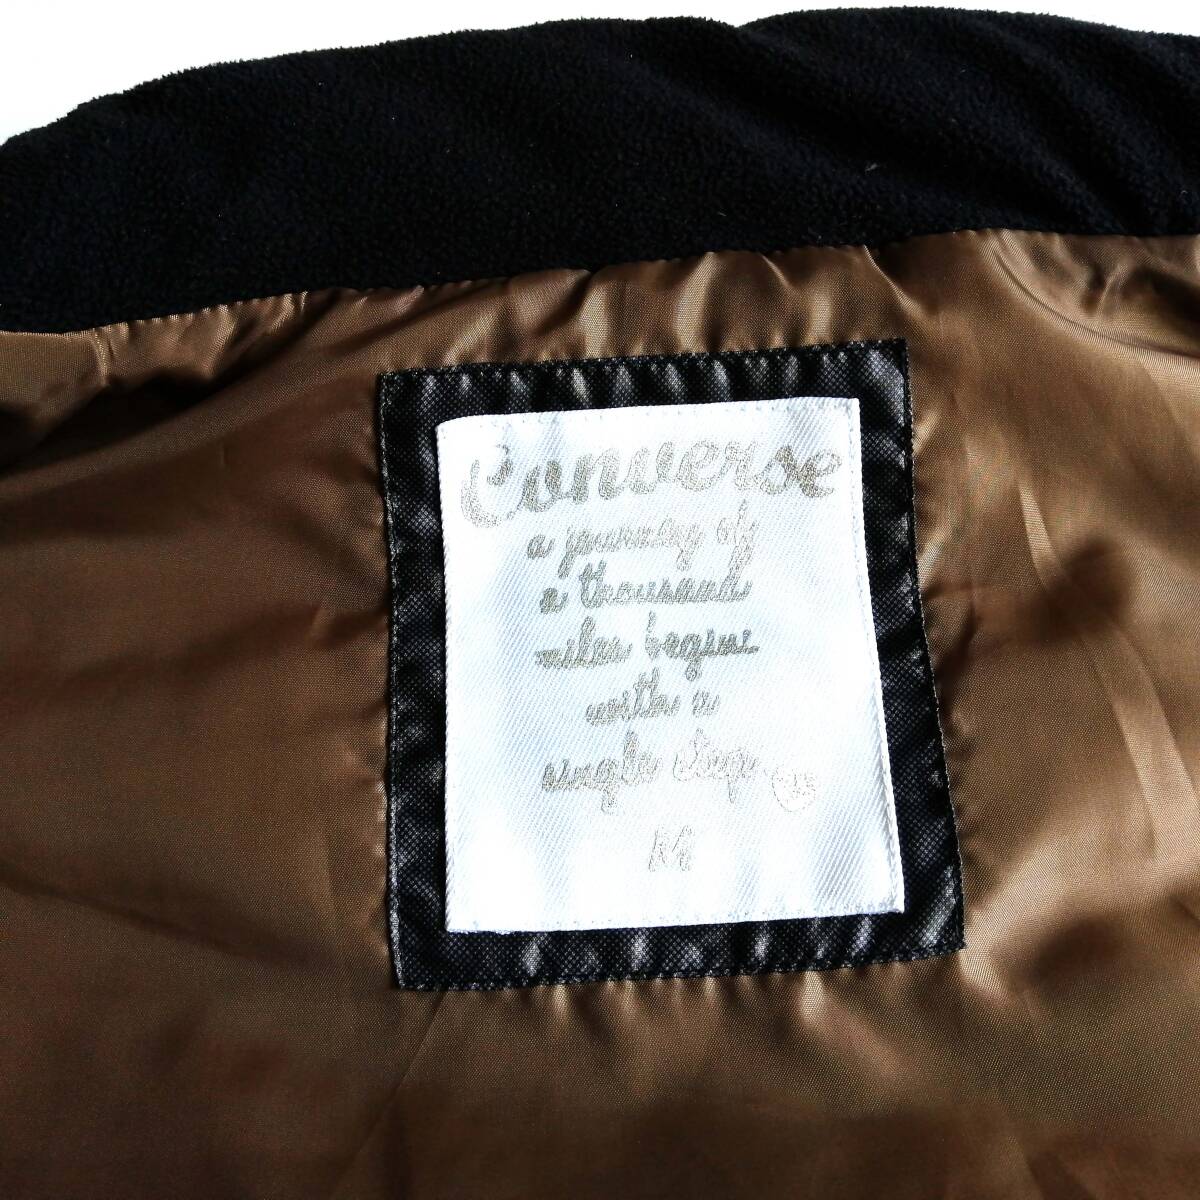 Converse
a journey of
a thousand
miles begins
with a
single step.
M